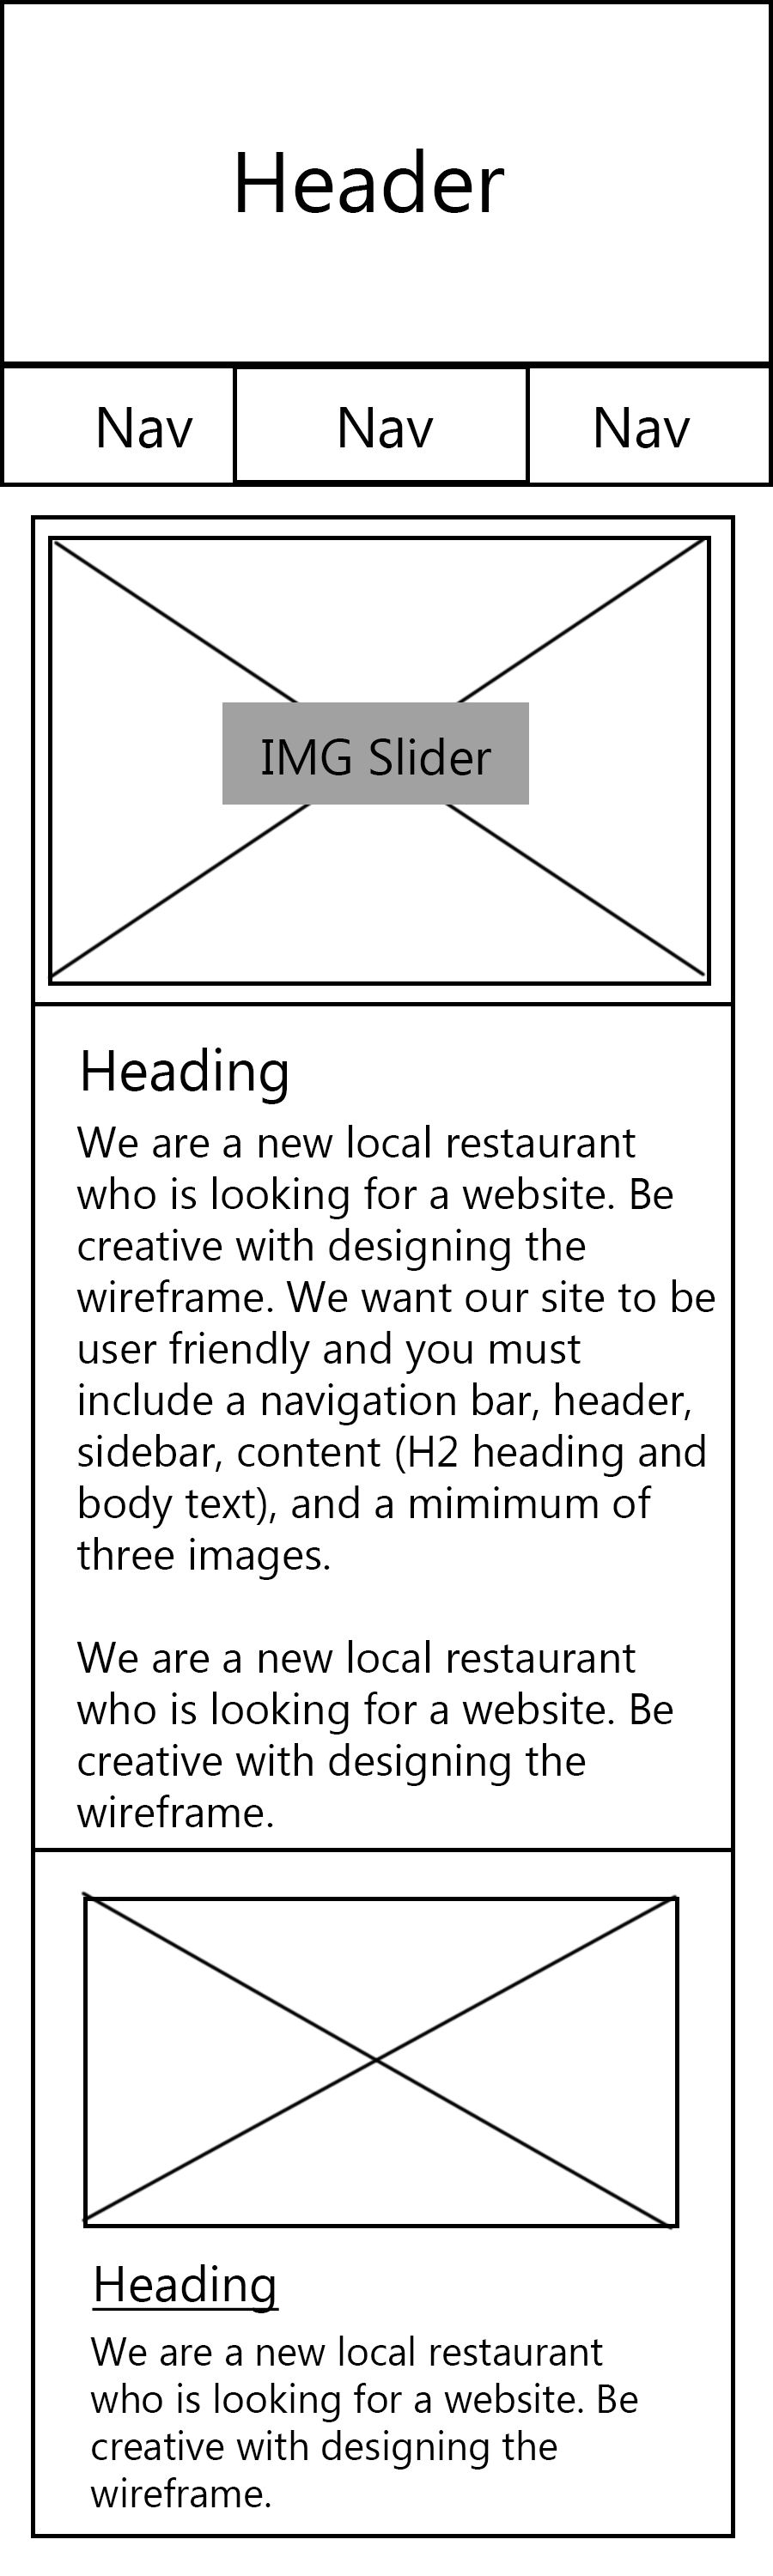 Header
Nav Nav Nav
IMG Slider
Heading
We are a new local restaurant
who is looking for a website. Be
creative with designing the
wireframe. We want our site to be
user friendly and you must
include a navigation bar, header,
sidebar, content (H2 heading and
body text), and a mimimum of
three images.
We are a new local restaurant
who is looking for a website. Be
creative with designing the
wireframe.
Heading
We are a new local restaurant
who is looking for a website. Be
creative with designing the
wireframe.